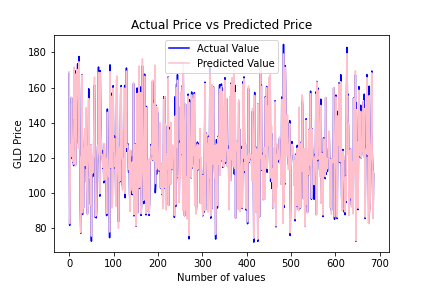 Actual Price vs Predicted Price
Actual Value
Predicted Value
GLD Price
180
160
140
120
100
80
0 100 200 300 400 500 600 700
Number of values